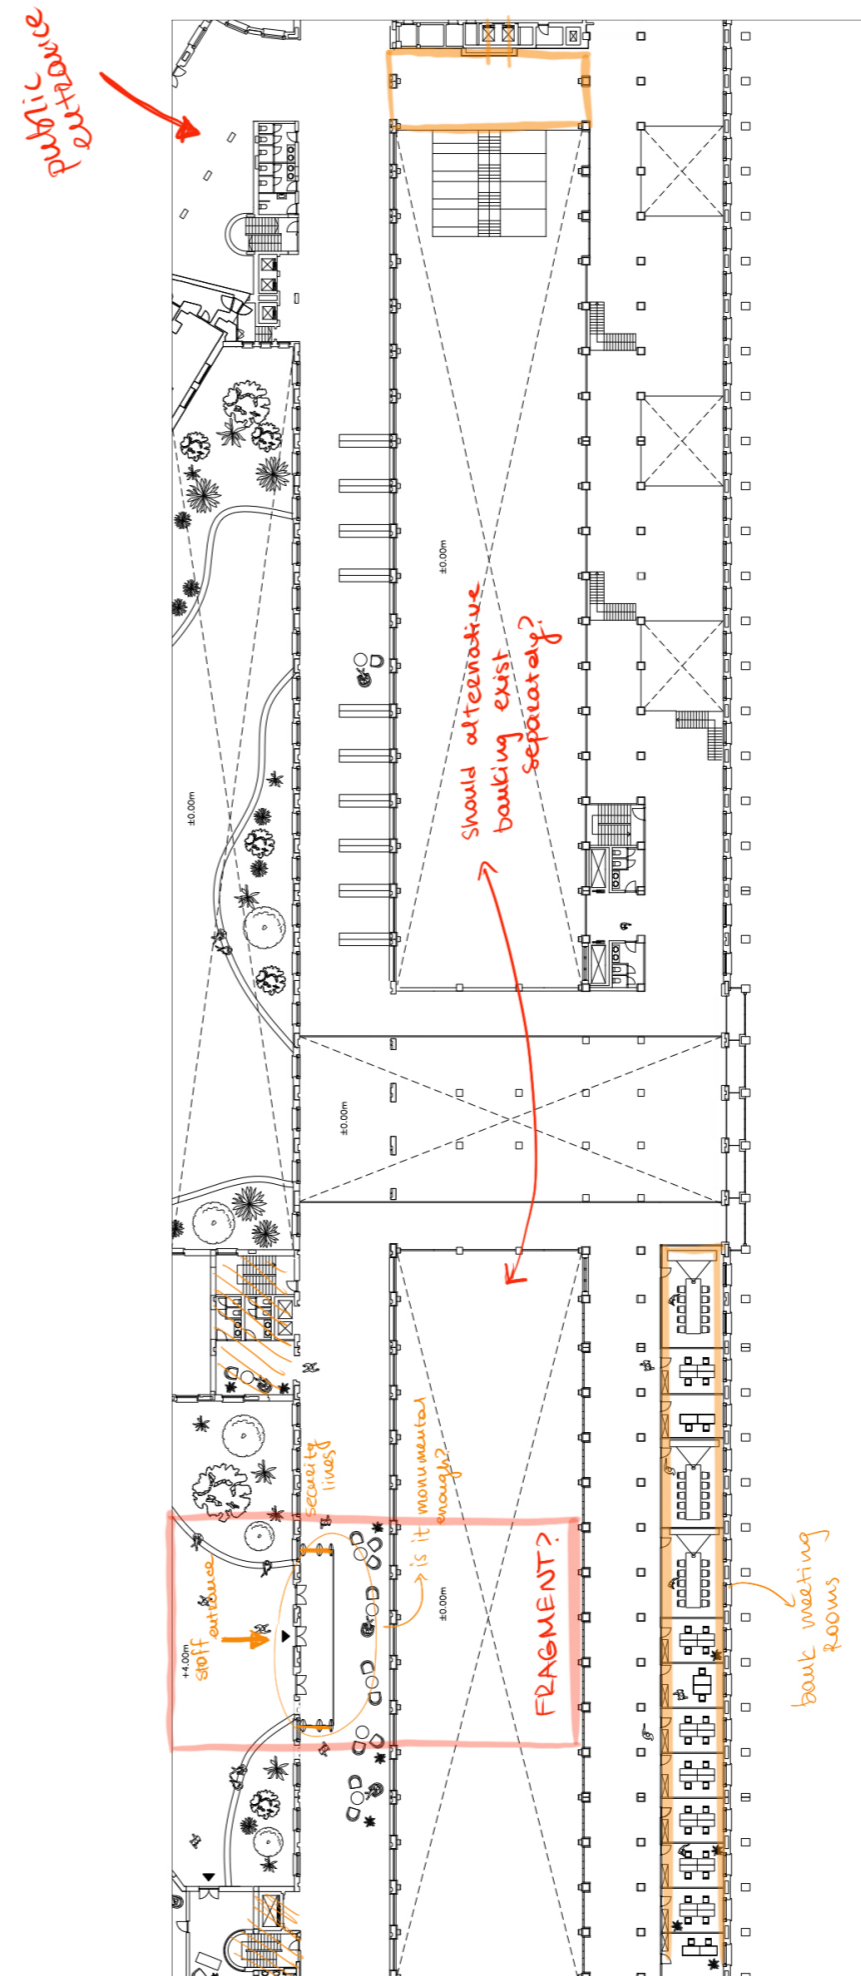 public
entrance
±0.00m
should alternative
banking exist
separately?
±0.00m
±0.00m
security
lines
is it monumental
enough?
staff entrance
+4.00m
±0.00m
FRAGMENT?
bank meeting
rooms